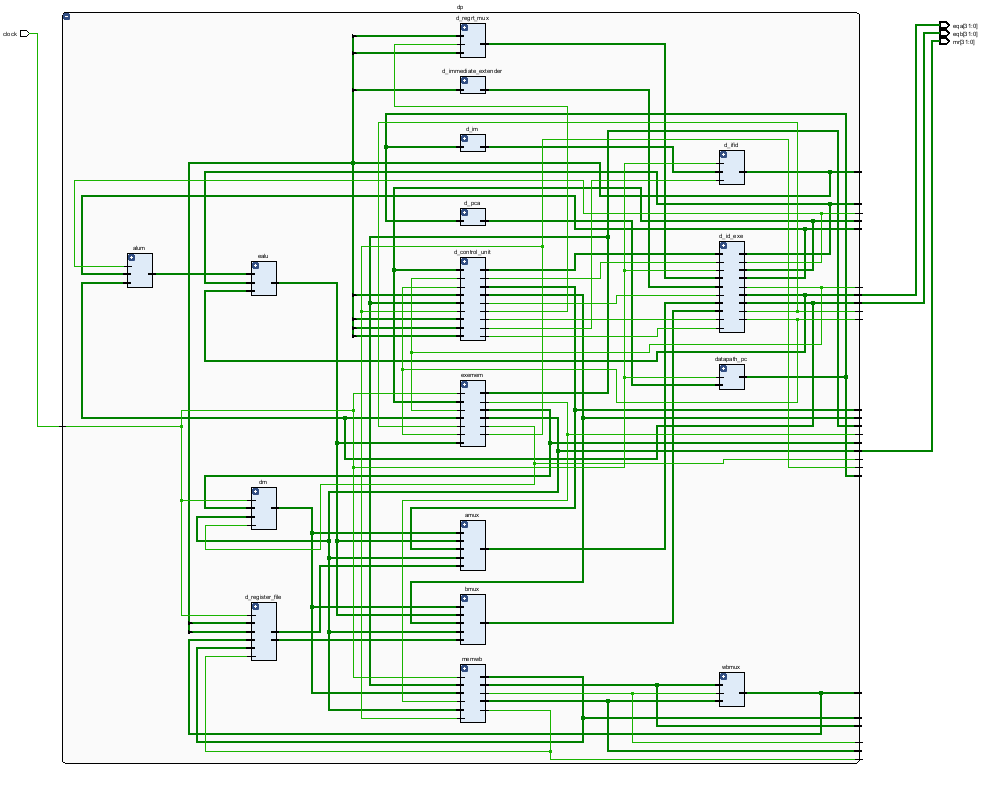 dp
d_regrt_mux
eqa[31:0]
clock
eqb[31:0]
mr[31:0]
d_immediate_extender
d_im
d_ifid
d_pca
d_id_exe
alum
ealu
d_control_unit
datapath_pc
exemem
dm
amux
bmux
d_register_file
memwb
wbmux